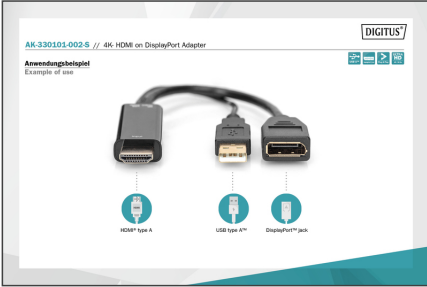 DIGITUS®
AK-330101-002-S // 4K- HDMI on DisplayPort Adapter
Anwendungsbeispiel
Example of use
HDMI® type A
USB type A™
DisplayPort™ jack